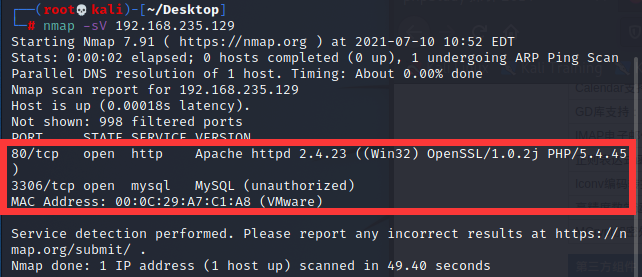 ┌──(root💀kali)-[~/Desktop]
└─# nmap -sV 192.168.235.129
Starting Nmap 7.91 ( https://nmap.org ) at 2021-07-10 10:52 EDT
Stats: 0:00:02 elapsed; 0 hosts completed (0 up), 1 undergoing ARP Ping Scan
Parallel DNS resolution of 1 host. Timing: About 0.00% done
Nmap scan report for 192.168.235.129
Host is up (0.00018s latency).
Not shown: 998 filtered ports
PORT     STATE SERVICE VERSION
80/tcp   open  http    Apache httpd 2.4.23 ((Win32) OpenSSL/1.0.2j PHP/5.4.45
)
3306/tcp open  mysql   MySQL (unauthorized)
MAC Address: 00:0C:29:A7:C1:A8 (VMware)
Service detection performed. Please report any incorrect results at https://n
map.org/submit/ .
Nmap done: 1 IP address (1 host up) scanned in 49.40 seconds